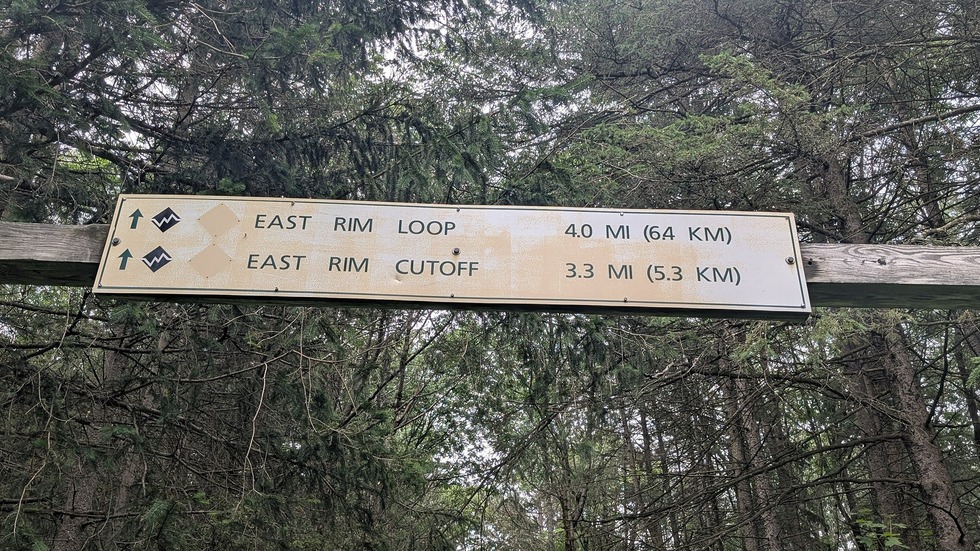 EAST RIM LOOP 4.0 MI (64 KM)
EAST RIM CUTOFF 3.3 MI (5.3 KM)